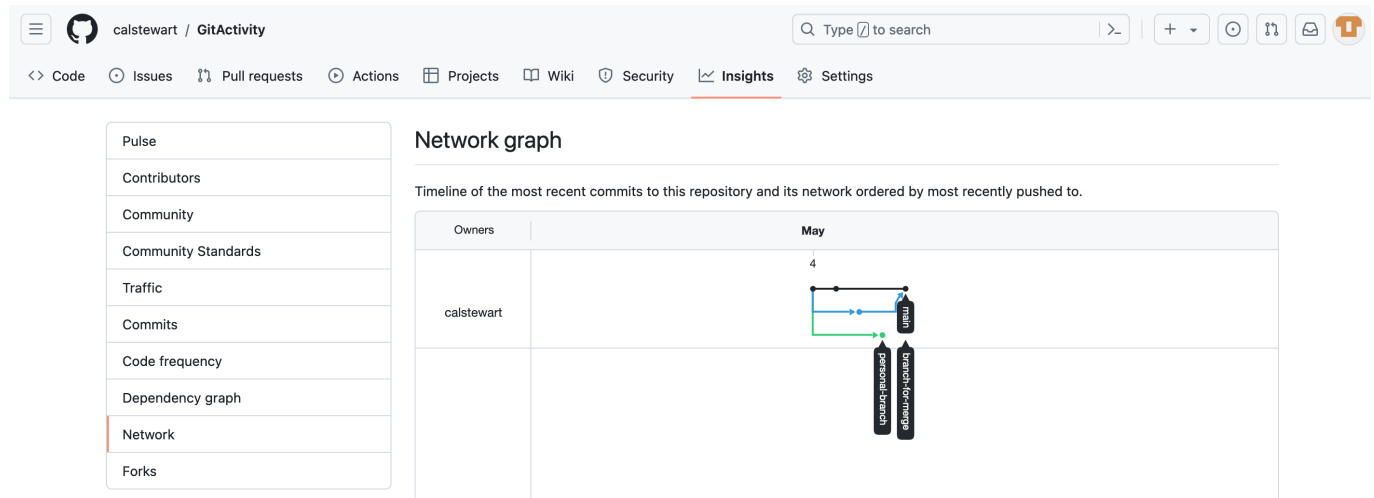 calstewart / GitActivity
Type / to search
Code
Issues
Pull requests
Actions
Projects
Wiki
Security
Insights
Settings
Pulse
Contributors
Community
Community Standards
Traffic
Commits
Code frequency
Dependency graph
Network
Forks
Network graph
Timeline of the most recent commits to this repository and its network ordered by most recently pushed to.
Owners
May
4
calstewart
main
personal-branch
branch-for-merge